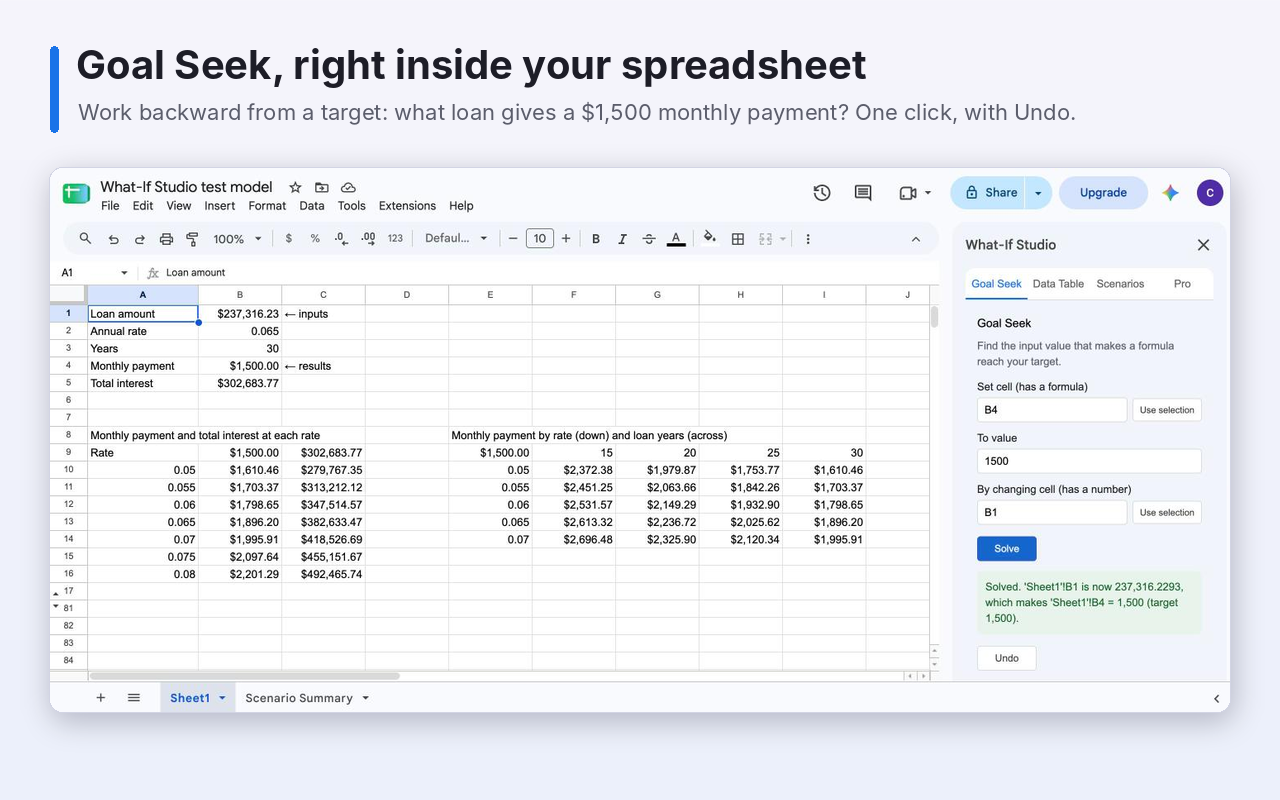 Goal Seek, right inside your spreadsheet
Work backward from a target: what loan gives a $1,500 monthly payment? One click, with Undo.
What-If Studio test model
File Edit View Insert Format Data Tools Extensions Help
Share
Upgrade
C
100%
$ % .0 .00 123
Defaul...
10
B I A
A1
fx Loan amount
What-If Studio
Goal Seek Data Table Scenarios Pro
A B C D E F G H I J
1 Loan amount $237,316.23 ← inputs
2 Annual rate 0.065
3 Years 30
4 Monthly payment $1,500.00 ← results
5 Total interest $302,683.77
6
7
8 Monthly payment and total interest at each rate Monthly payment by rate (down) and loan years (across)
9 Rate $1,500.00 $302,683.77 $1,500.00 15 20 25 30
10 0.05 $1,610.46 $279,767.35 0.05 $2,372.38 $1,979.87 $1,753.77 $1,610.46
11 0.055 $1,703.37 $313,212.12 0.055 $2,451.25 $2,063.66 $1,842.26 $1,703.37
12 0.06 $1,798.65 $347,514.57 0.06 $2,531.57 $2,149.29 $1,932.90 $1,798.65
13 0.065 $1,896.20 $382,633.47 0.065 $2,613.32 $2,236.72 $2,025.62 $1,896.20
14 0.07 $1,995.91 $418,526.69 0.07 $2,696.48 $2,325.90 $2,120.34 $1,995.91
15 0.075 $2,097.64 $455,151.67
16 0.08 $2,201.29 $492,465.74
17
81
82
83
84
Goal Seek
Find the input value that makes a formula
reach your target.
Set cell (has a formula)
B4 Use selection
To value
1500
By changing cell (has a number)
B1 Use selection
Solve
Solved. 'Sheet1'!B1 is now 237,316.2293,
which makes 'Sheet1'!B4 = 1,500 (target
1,500).
Undo
Sheet1 Scenario Summary